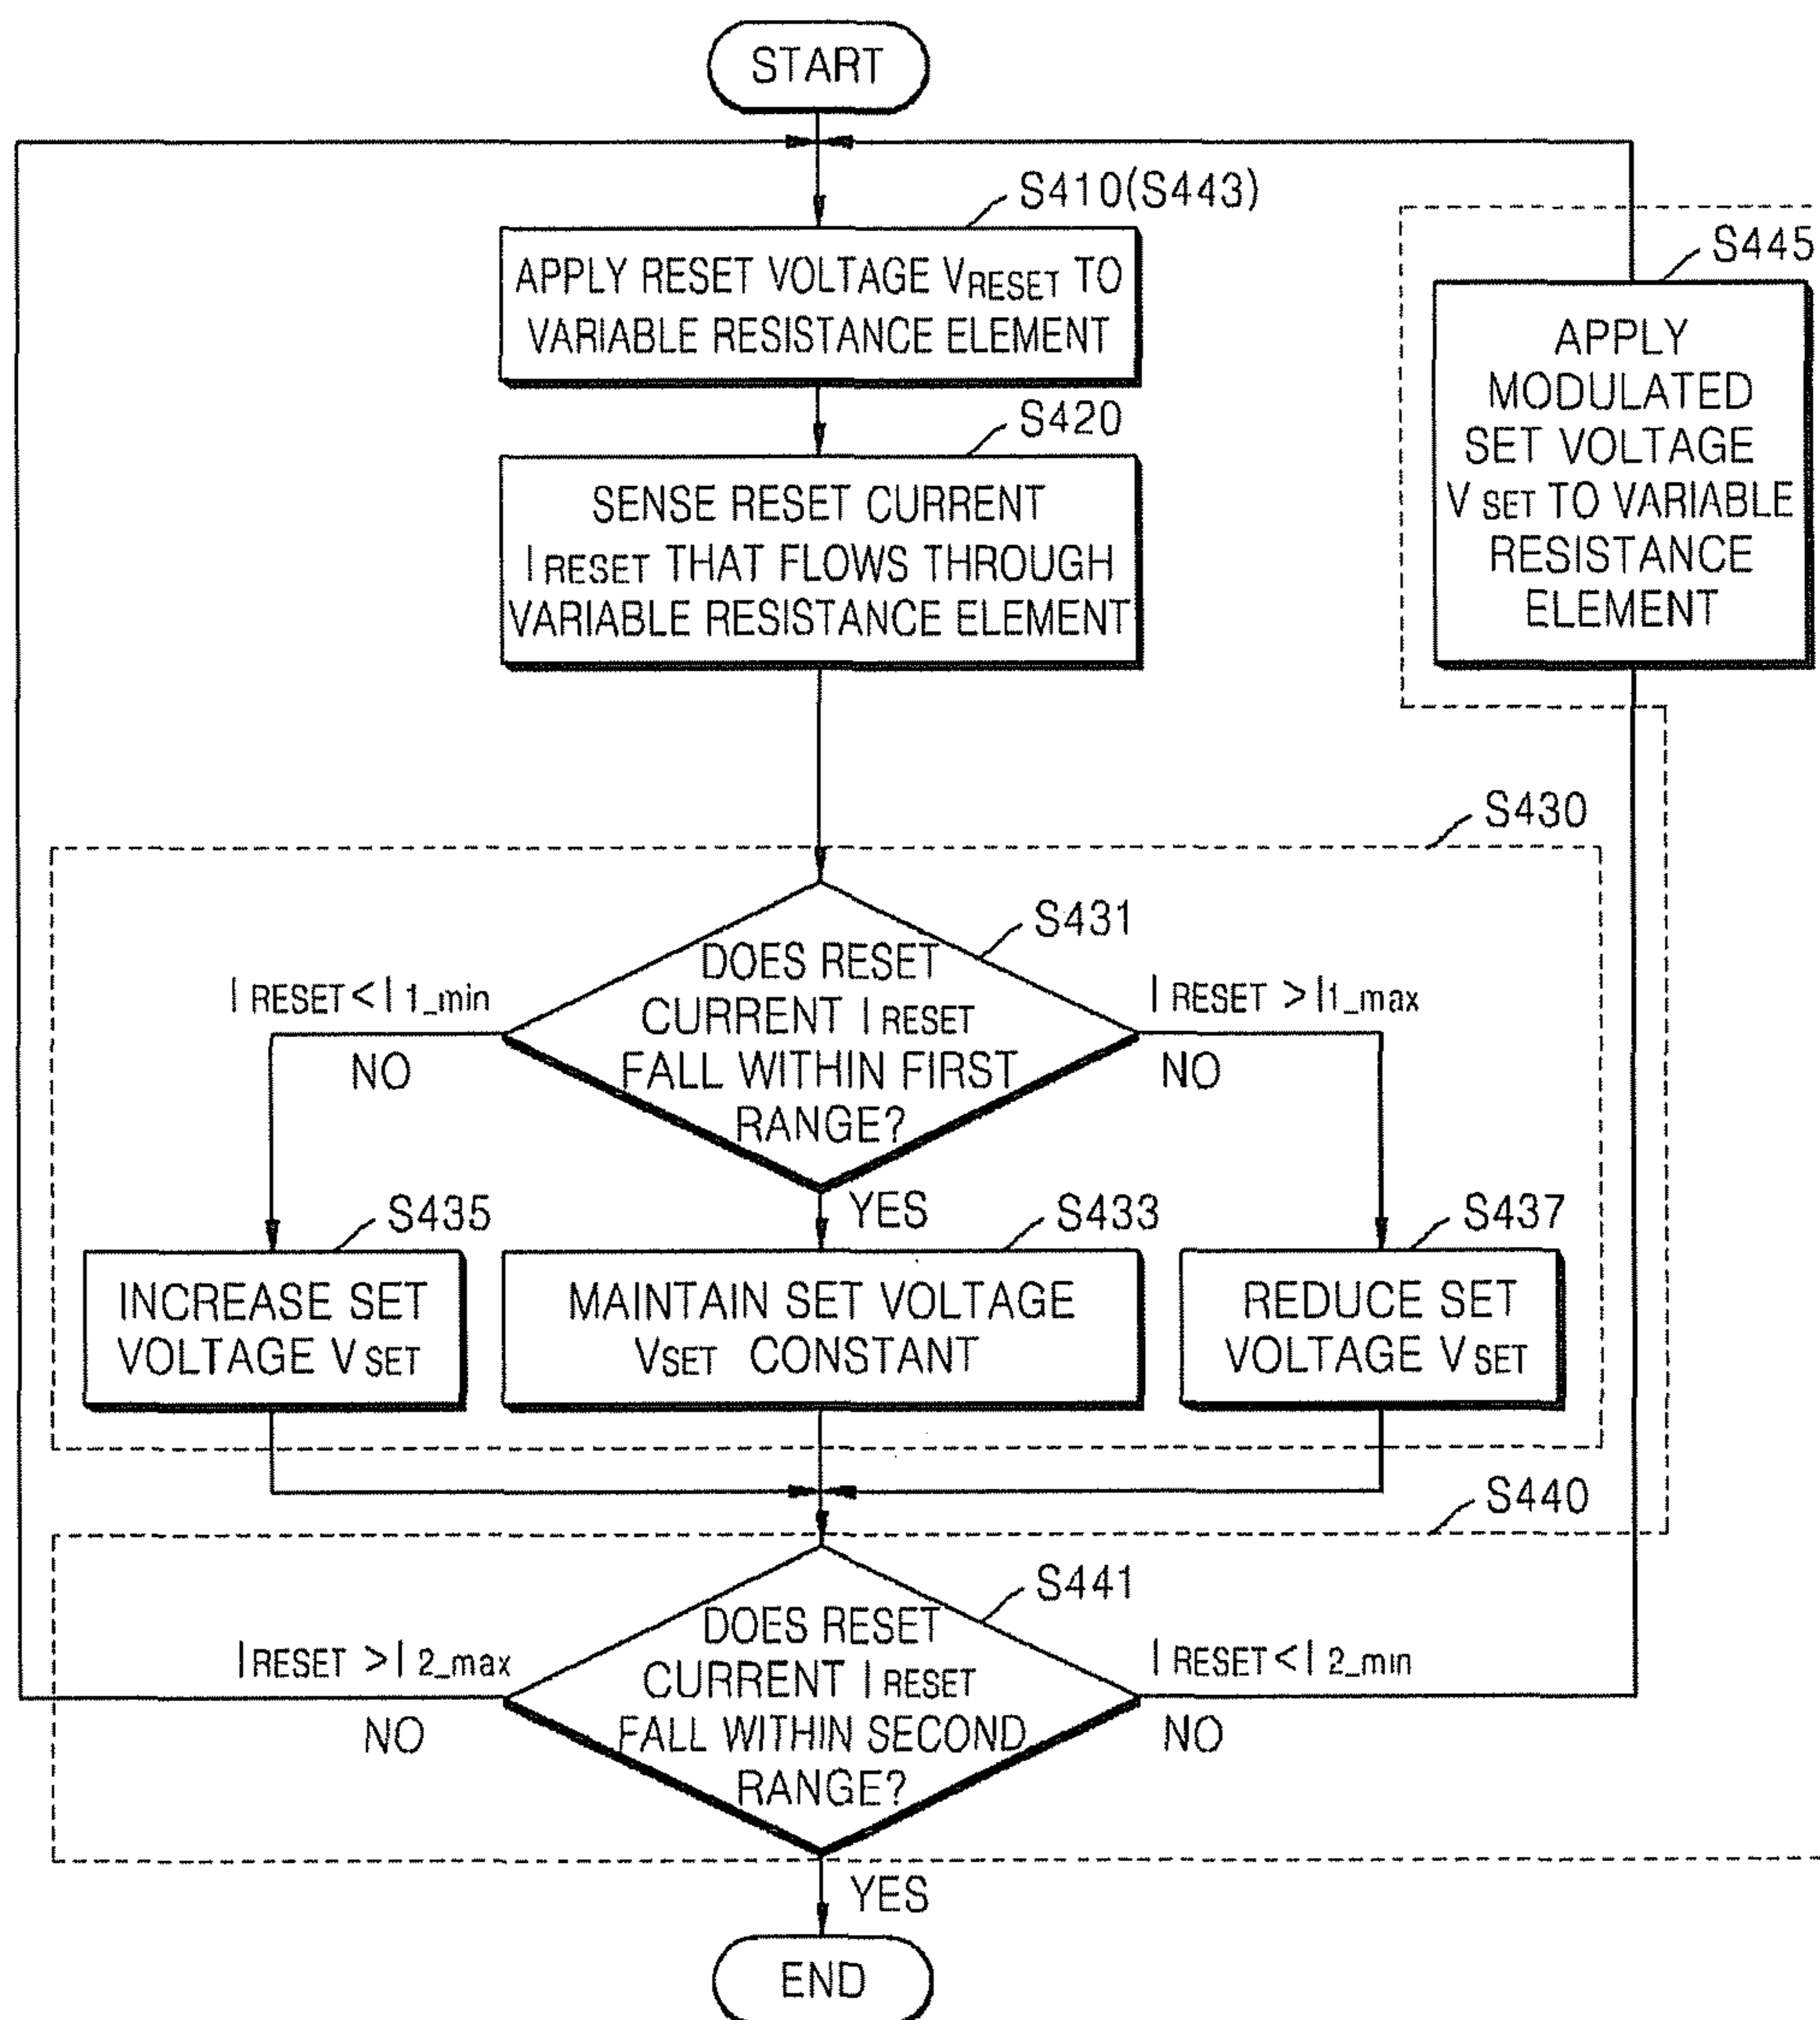 START
S410(S443)
APPLY RESET VOLTAGE VRESET TO
VARIABLE RESISTANCE ELEMENT
S445
APPLY
MODULATED
SET VOLTAGE
V SET TO VARIABLE
RESISTANCE
ELEMENT
S420
SENSE RESET CURRENT
I RESET THAT FLOWS THROUGH
VARIABLE RESISTANCE ELEMENT
S430
S431
DOES RESET
CURRENT I RESET
FALL WITHIN FIRST
RANGE?
I RESET < I 1_min
NO
I RESET > I1_max
NO
YES
S435
INCREASE SET
VOLTAGE V SET
S433
MAINTAIN SET VOLTAGE
VSET CONSTANT
S437
REDUCE SET
VOLTAGE V SET
S440
S441
DOES RESET
CURRENT I RESET
FALL WITHIN SECOND
RANGE?
I RESET > I 2_max
NO
I RESET < I 2_min
NO
YES
END